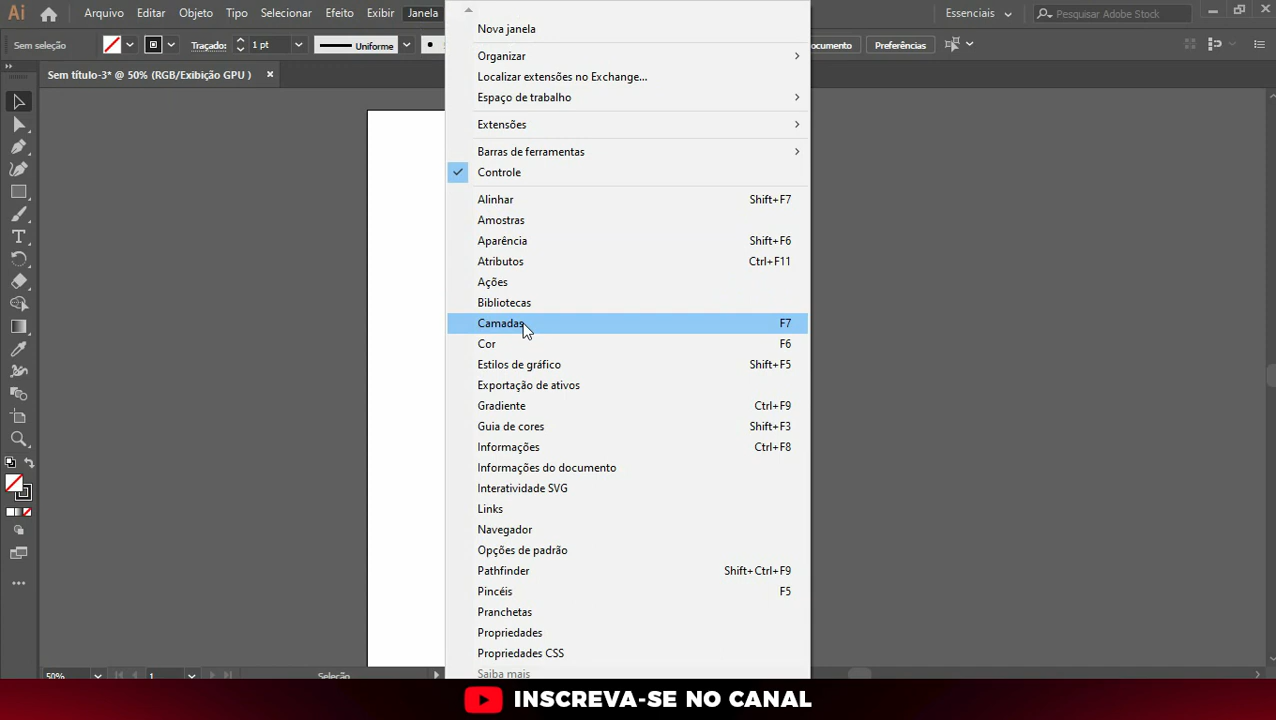 Ai Arquivo Editar Objeto Tipo Selecionar Efeito Exibir Janela Essenciais Pesquisar Adobe Stock
Sem seleção Traçado: 1 pt Uniforme ocumento Preferências
Sem título-3* @ 50% (RGB/Exibição GPU )
Nova janela
Organizar
Localizar extensões no Exchange...
Espaço de trabalho
Extensões
Barras de ferramentas
Controle
Alinhar Shift+F7
Amostras
Aparência Shift+F6
Atributos Ctrl+F11
Ações
Bibliotecas
Camadas F7
Cor F6
Estilos de gráfico Shift+F5
Exportação de ativos
Gradiente Ctrl+F9
Guia de cores Shift+F3
Informações Ctrl+F8
Informações do documento
Interatividade SVG
Links
Navegador
Opções de padrão
Pathfinder Shift+Ctrl+F9
Pincéis F5
Pranchetas
Propriedades
Propriedades CSS
Saiba mais
50% 1 Seleção
INSCREVA-SE NO CANAL